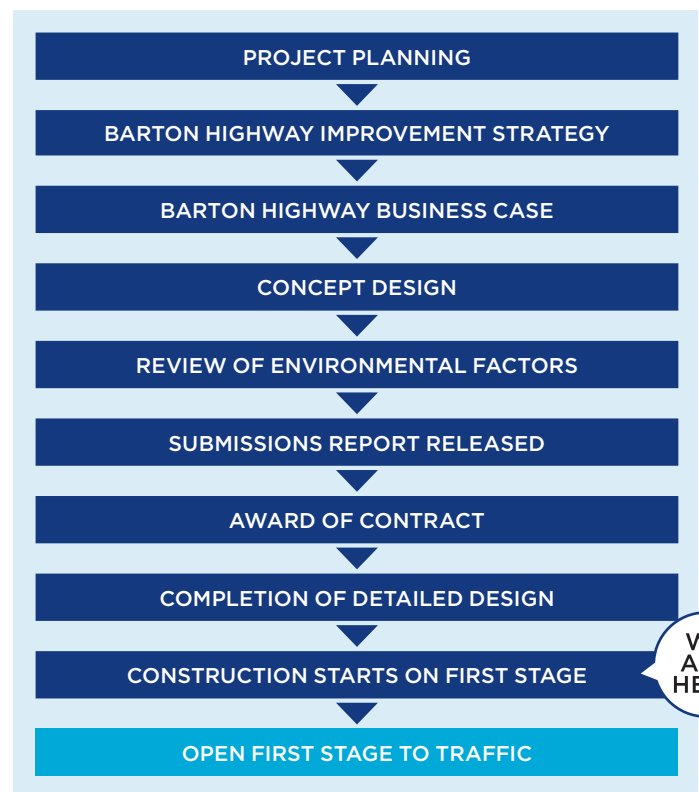 PROJECT PLANNING
BARTON HIGHWAY IMPROVEMENT STRATEGY
BARTON HIGHWAY BUSINESS CASE
CONCEPT DESIGN
REVIEW OF ENVIRONMENTAL FACTORS
SUBMISSIONS REPORT RELEASED
AWARD OF CONTRACT
COMPLETION OF DETAILED DESIGN
CONSTRUCTION STARTS ON FIRST STAGE
OPEN FIRST STAGE TO TRAFFIC